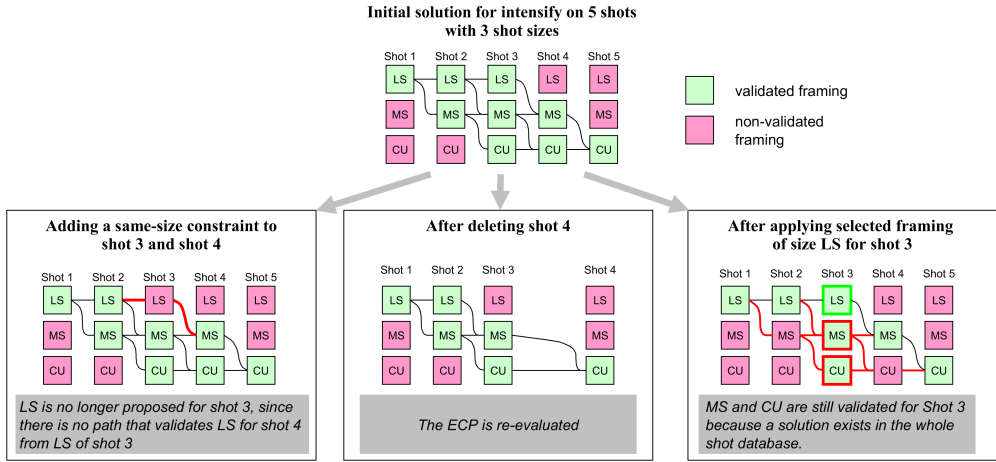 Initial solution for intensify on 5 shots
with 3 shot sizes
Shot 1 Shot 2 Shot 3 Shot 4 Shot 5
LS LS LS LS LS
MS MS MS MS MS
CU CU CU CU CU
validated framing
non-validated
framing
Adding a same-size constraint to
shot 3 and shot 4
Shot 1 Shot 2 Shot 3 Shot 4 Shot 5
LS LS LS LS LS
MS MS MS MS MS
CU CU CU CU CU
LS is no longer proposed for shot 3, since
there is no path that validates LS for shot 4
from LS of shot 3
After deleting shot 4
Shot 1 Shot 2 Shot 3 Shot 4
LS LS LS LS
MS MS MS MS
CU CU CU CU
The ECP is re-evaluated
After applying selected framing
of size LS for shot 3
Shot 1 Shot 2 Shot 3 Shot 4 Shot 5
LS LS LS LS LS
MS MS MS MS MS
CU CU CU CU CU
MS and CU are still validated for Shot 3
because a solution exists in the whole
shot database.